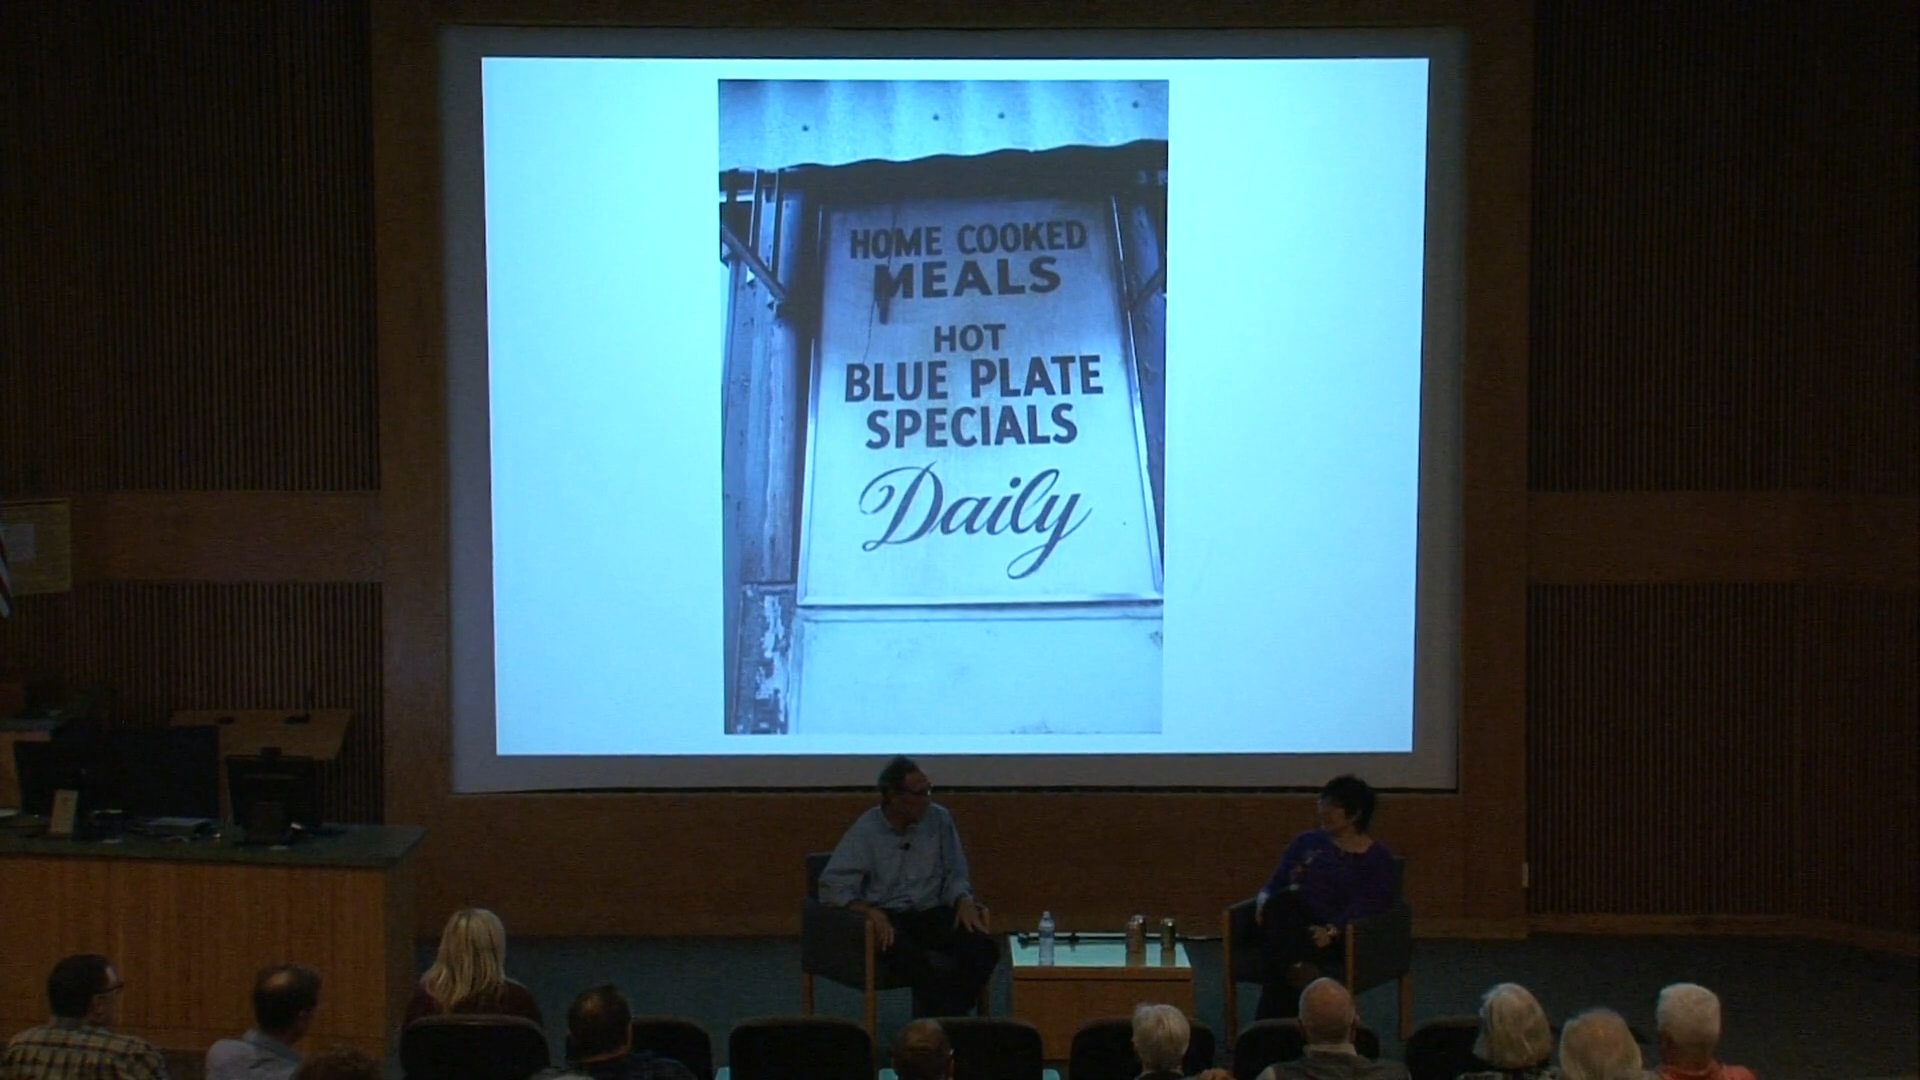 HOME COOKED
MEALS
HOT
BLUE PLATE
SPECIALS
Daily